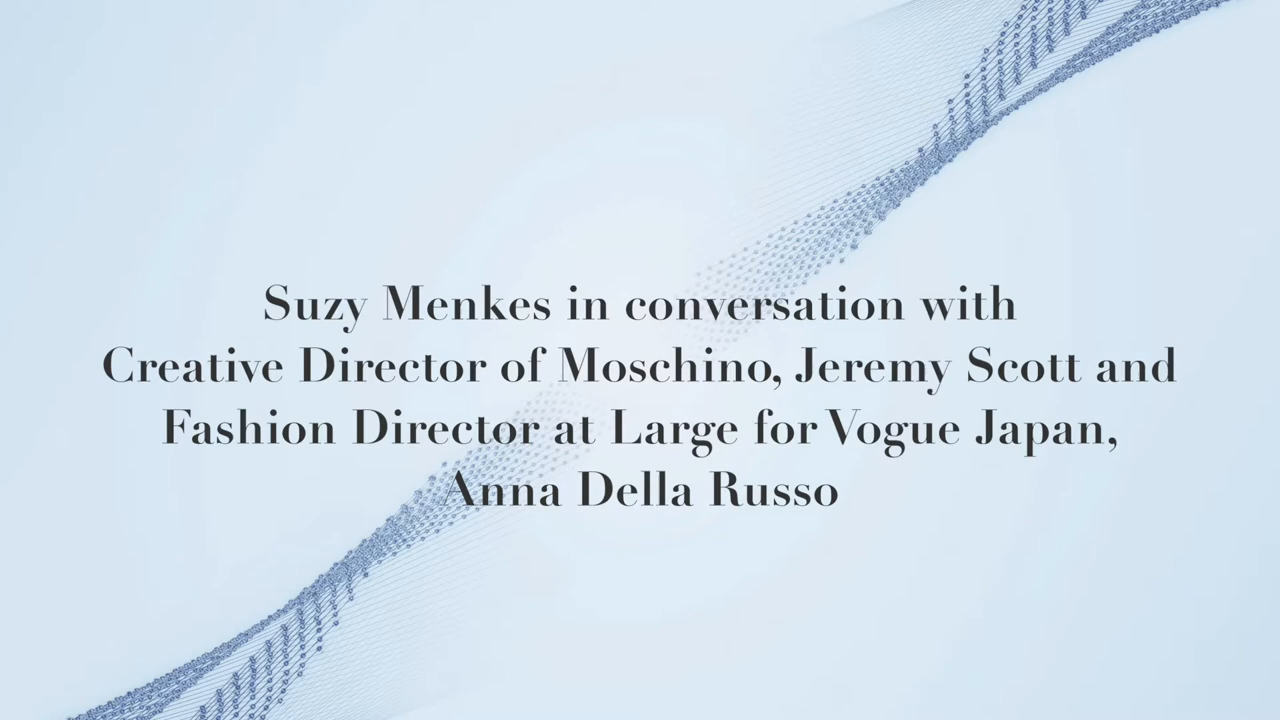 Suzy Menkes in conversation with
Creative Director of Moschino, Jeremy Scott and
Fashion Director at Large for Vogue Japan,
Anna Della Russo